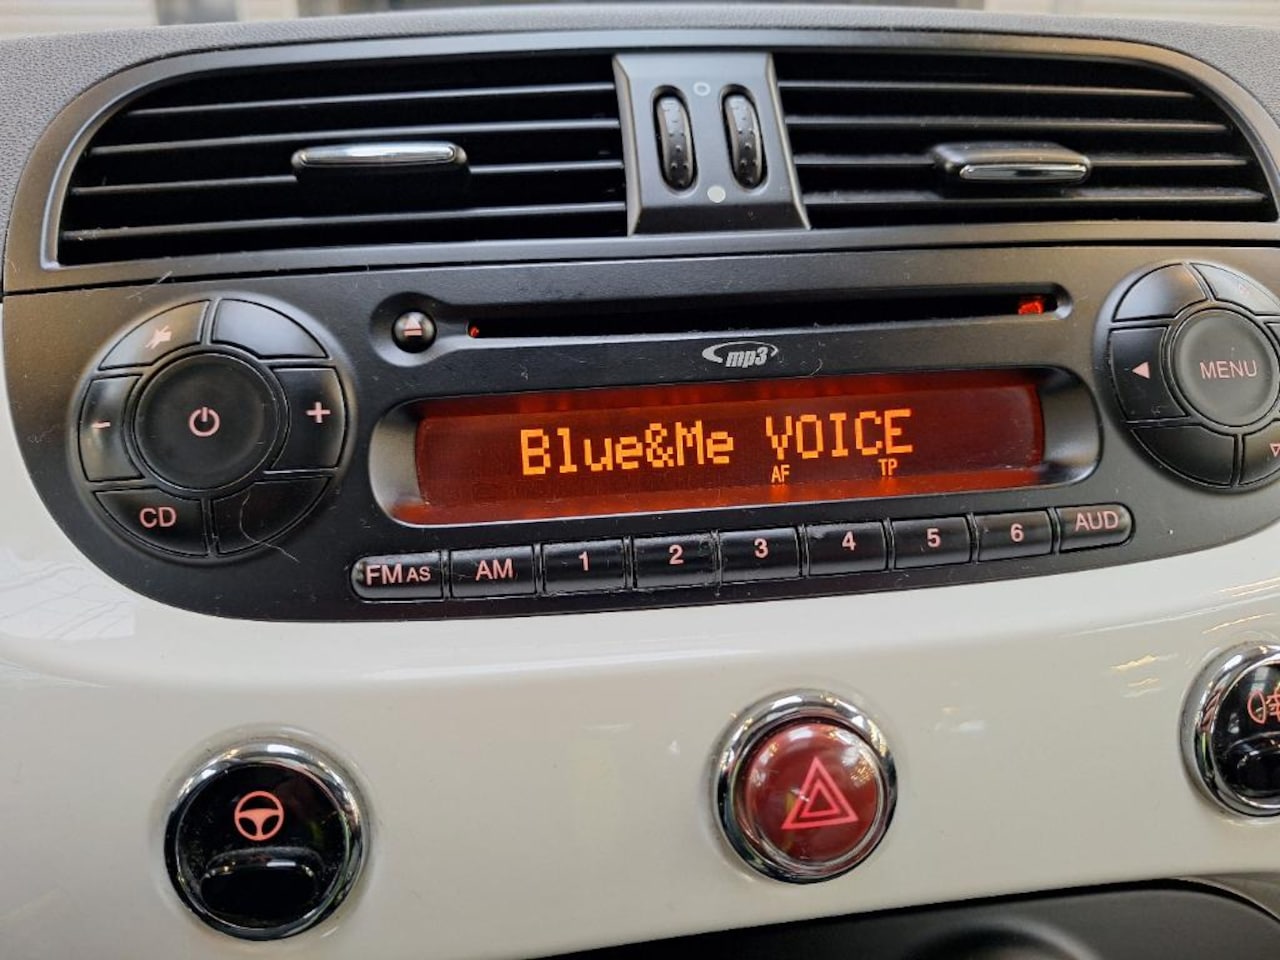 mp3
MENU
Blue&Me VOICE
AF TP
CD
FM AS AM 1 2 3 4 5 6 AUD